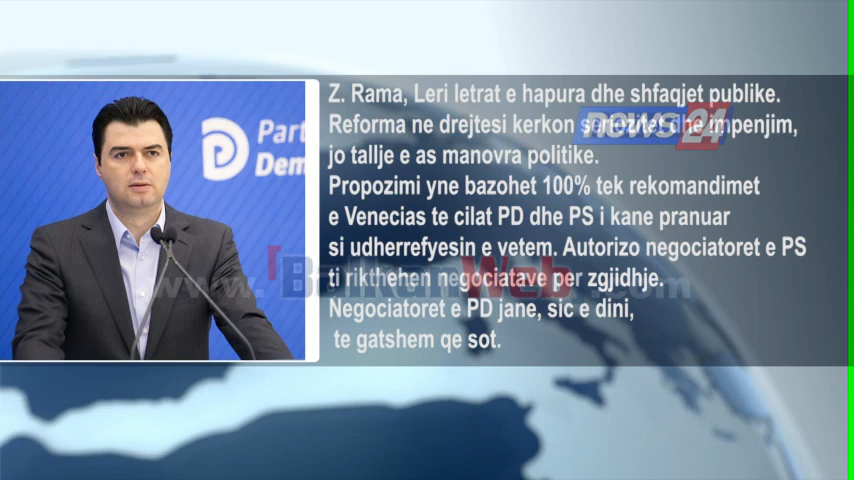 Z. Rama, Leri letrat e hapura dhe shfaqjet publike.
Reforma ne drejtesi kerkon seriozitet dhe impenjim,
jo tallje e as manovra politike.
Propozimi yne bazohet 100% tek rekomandimet
e Venecias te cilat PD dhe PS i kane pranuar
si udherrefyesin e vetem. Autorizo negociatoret e PS
ti rikthehen negociatave per zgjidhje.
Negociatoret e PD jane, sic e dini,
te gatshem qe sot.
news 24
Part
Dem
www.BalkanWeb.com